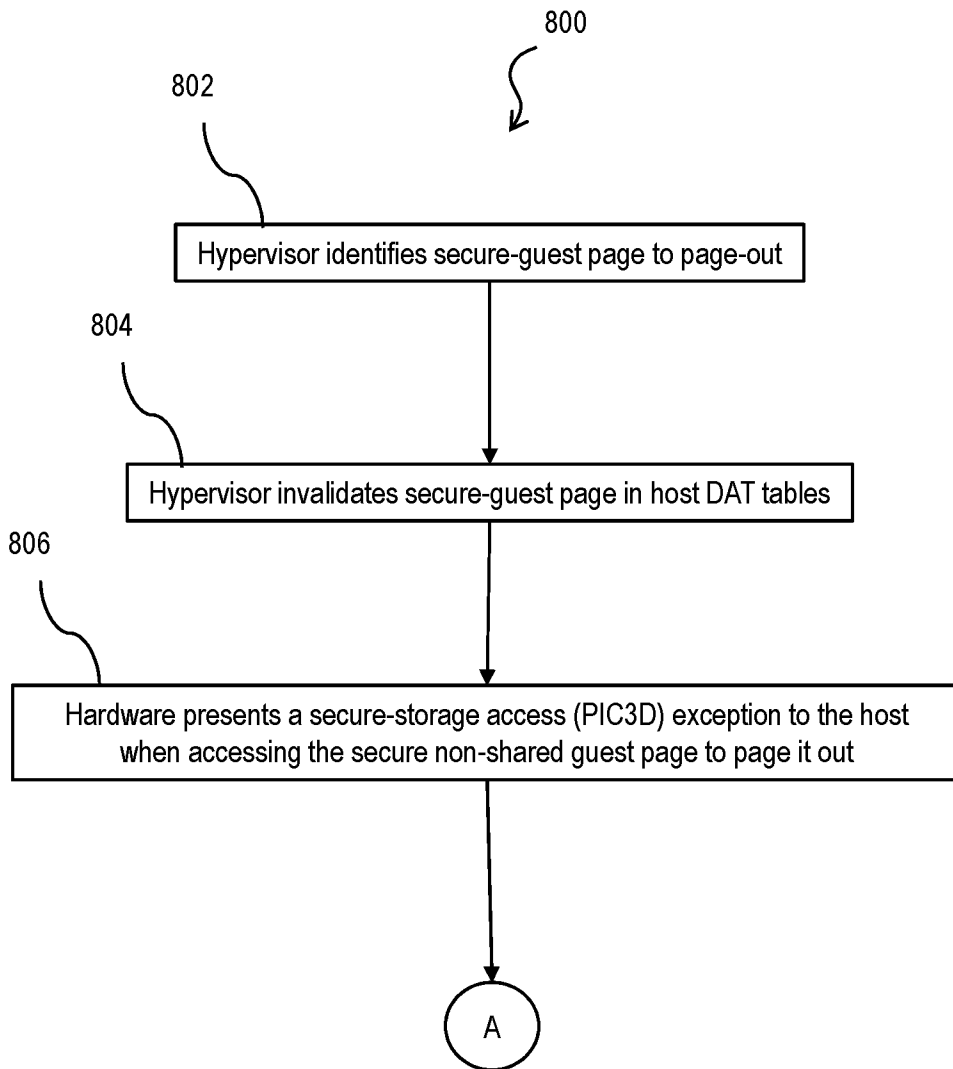 800
802
Hypervisor identifies secure-guest page to page-out
804
Hypervisor invalidates secure-guest page in host DAT tables
806
Hardware presents a secure-storage access (PIC3D) exception to the host
when accessing the secure non-shared guest page to page it out
A